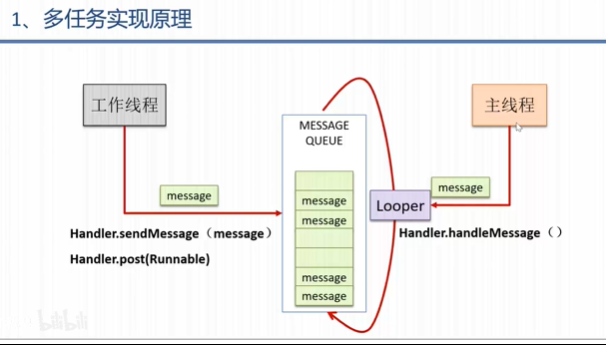 1、多任务实现原理
工作线程
主线程
MESSAGE
QUEUE
message
message
message
message
Looper
message
Handler.sendMessage（message）
Handler.handleMessage（）
Handler.post(Runnable)
message
message
bilibili